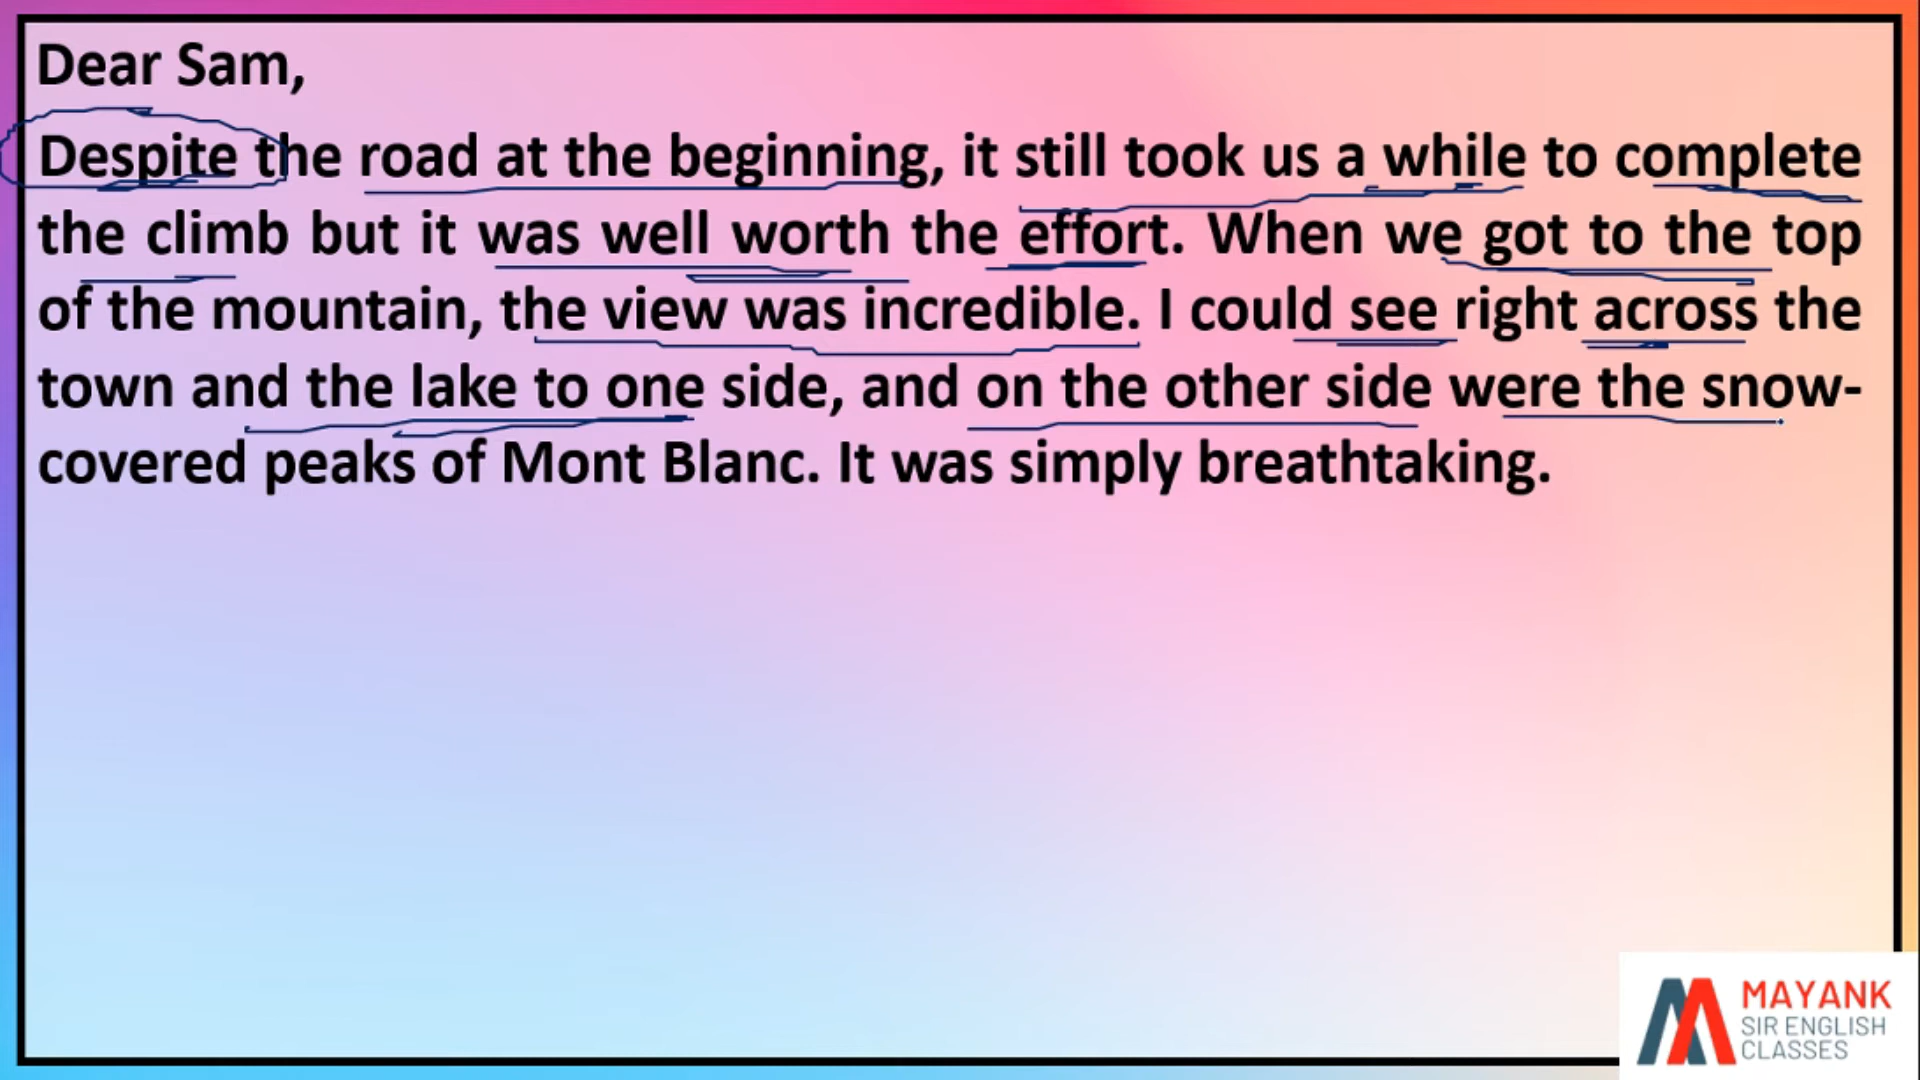 Dear Sam,
Despite the road at the beginning, it still took us a while to complete
the climb but it was well worth the effort. When we got to the top
of the mountain, the view was incredible. I could see right across the
town and the lake to one side, and on the other side were the snow-
covered peaks of Mont Blanc. It was simply breathtaking.
MAYANK
SIR ENGLISH
CLASSES